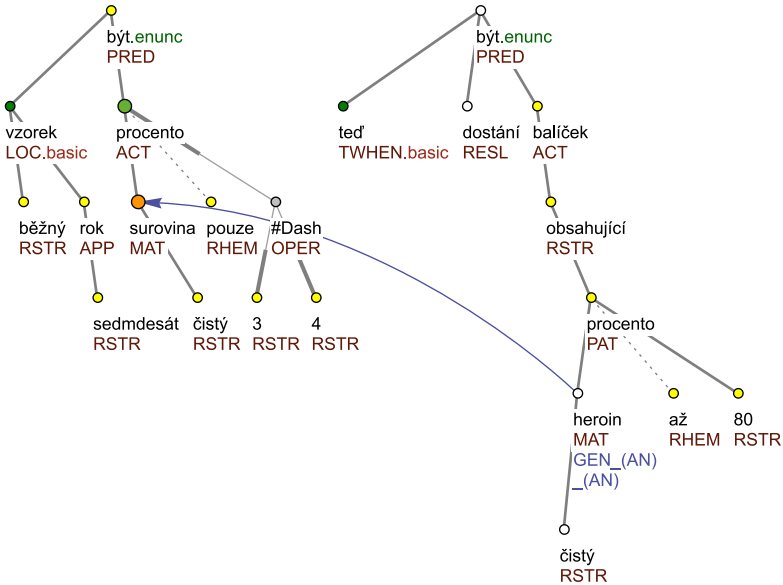 být.enunc
PRED
být.enunc
PRED
vzorek
LOC.basic
procento
ACT
teď
TWHEN.basic
dostání
RESL
balíček
ACT
běžný
RSTR
rok
APP
surovina
MAT
pouze
RHEM
#Dash
OPER
obsahující
RSTR
sedmdesát
RSTR
čistý
RSTR
3
RSTR
4
RSTR
procento
PAT
heroin
MAT
GEN_(AN)
_(AN)
až
RHEM
80
RSTR
čistý
RSTR